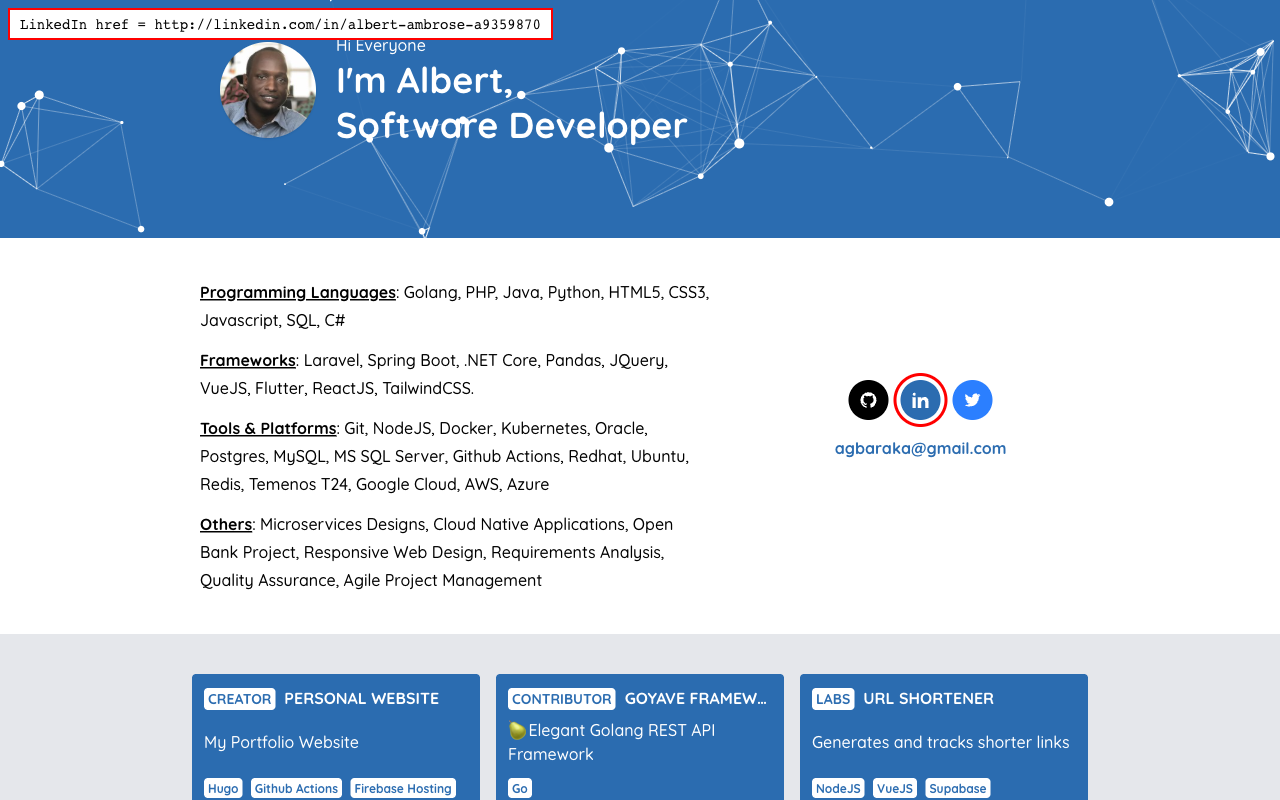 LinkedIn href = http://linkedin.com/in/albert-ambrose-a9359870
Hi Everyone
I'm Albert,
Software Developer
Programming Languages: Golang, PHP, Java, Python, HTML5, CSS3,
Javascript, SQL, C#
Frameworks: Laravel, Spring Boot, .NET Core, Pandas, JQuery,
VueJS, Flutter, ReactJS, TailwindCSS.
Tools & Platforms: Git, NodeJS, Docker, Kubernetes, Oracle,
Postgres, MySQL, MS SQL Server, Github Actions, Redhat, Ubuntu,
Redis, Temenos T24, Google Cloud, AWS, Azure
Others: Microservices Designs, Cloud Native Applications, Open
Bank Project, Responsive Web Design, Requirements Analysis,
Quality Assurance, Agile Project Management
in
agbaraka@gmail.com
CREATOR PERSONAL WEBSITE
My Portfolio Website
Hugo Github Actions Firebase Hosting
CONTRIBUTOR GOYAVE FRAMEW...
Elegant Golang REST API
Framework
Go
LABS URL SHORTENER
Generates and tracks shorter links
NodeJS VueJS Supabase